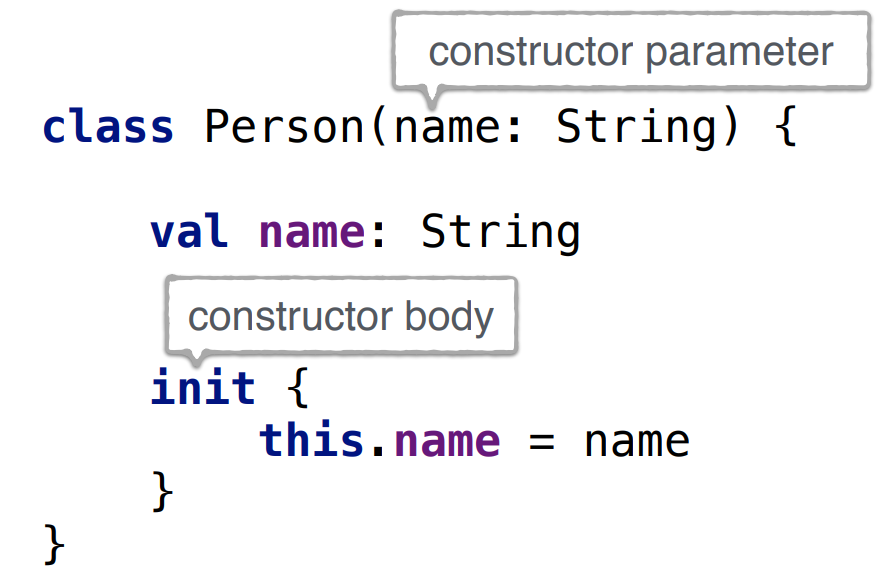 constructor parameter
class Person(name: String) {
val name: String
constructor body
init {
this.name = name
}
}